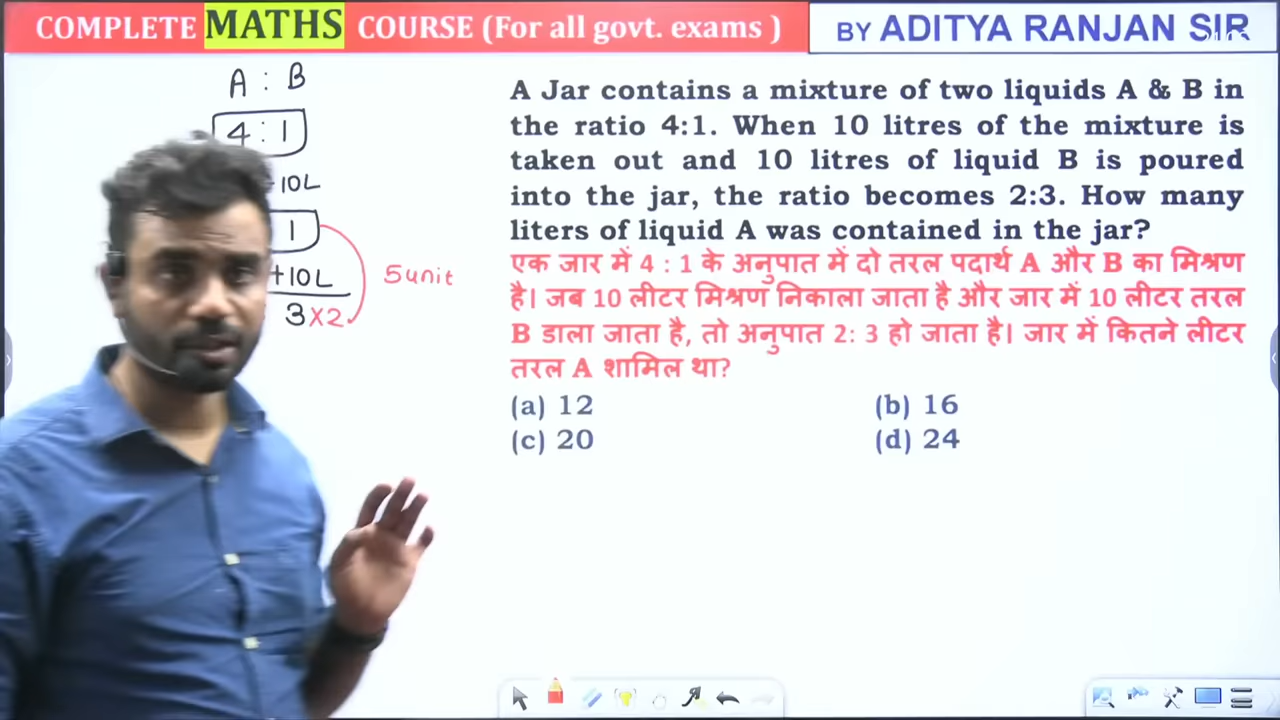 COMPLETE MATHS COURSE (For all govt. exams )
BY ADITYA RANJAN SIR
A : B
4 : 1
10L
1
+10L
3×2
5unit
A Jar contains a mixture of two liquids A & B in
the ratio 4:1. When 10 litres of the mixture is
taken out and 10 litres of liquid B is poured
into the jar, the ratio becomes 2:3. How many
liters of liquid A was contained in the jar?
एक जार में 4 : 1 के अनुपात में दो तरल पदार्थ A और B का मिश्रण
है। जब 10 लीटर मिश्रण निकाला जाता है और जार में 10 लीटर तरल
B डाला जाता है, तो अनुपात 2: 3 हो जाता है। जार में कितने लीटर
तरल A शामिल था?
(a) 12 (b) 16
(c) 20 (d) 24